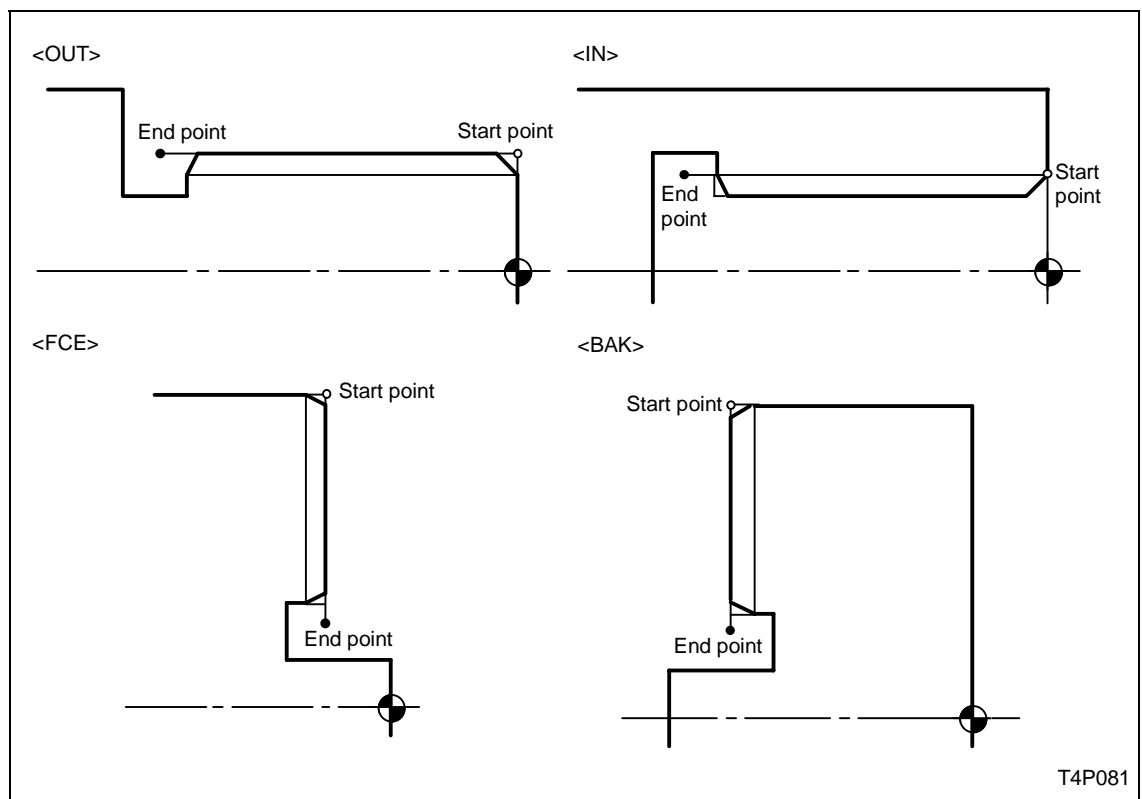 <OUT>
End point
Start point
<IN>
Start
point
End
point
<FCE>
Start point
End point
<BAK>
Start point
End point
T4P081